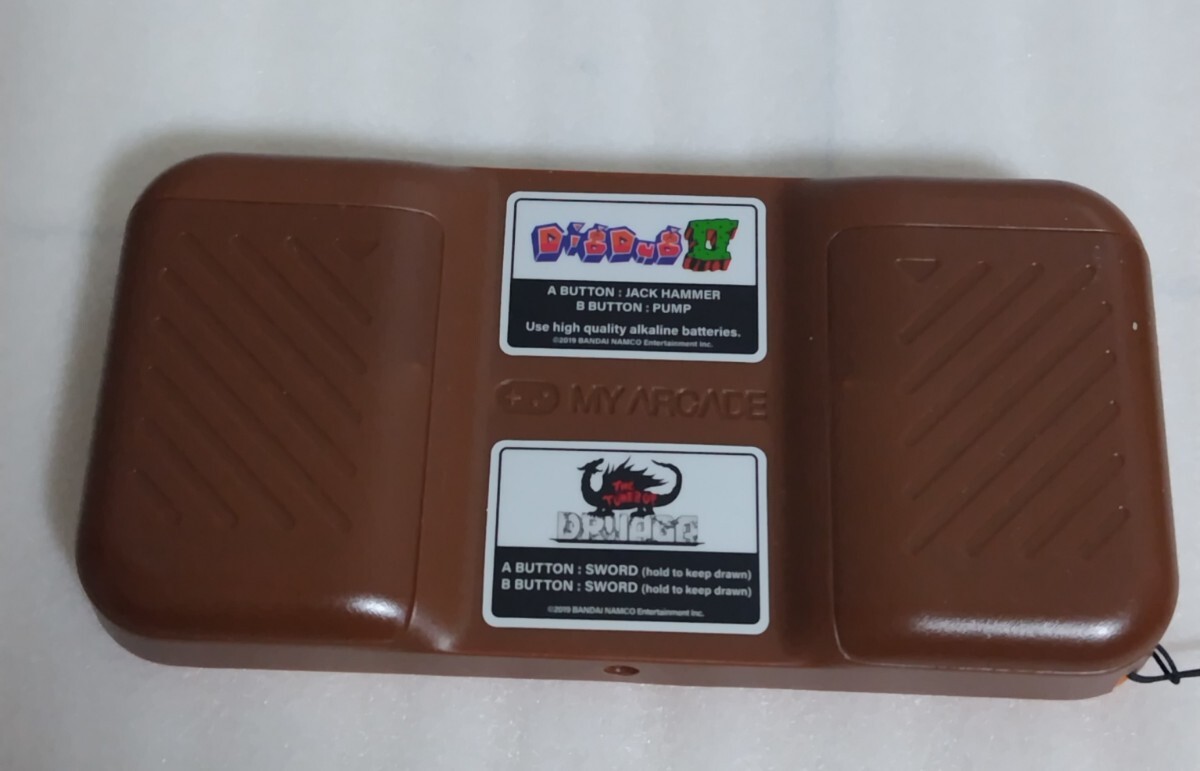 DIGDUG II
A BUTTON : JACK HAMMER
B BUTTON : PUMP
Use high quality alkaline batteries.
©2019 BANDAI NAMCO Entertainment Inc.
MY ARCADE
THE
TOWER OF
DRUAGA
A BUTTON : SWORD (hold to keep drawn)
B BUTTON : SWORD (hold to keep drawn)
©2019 BANDAI NAMCO Entertainment Inc.